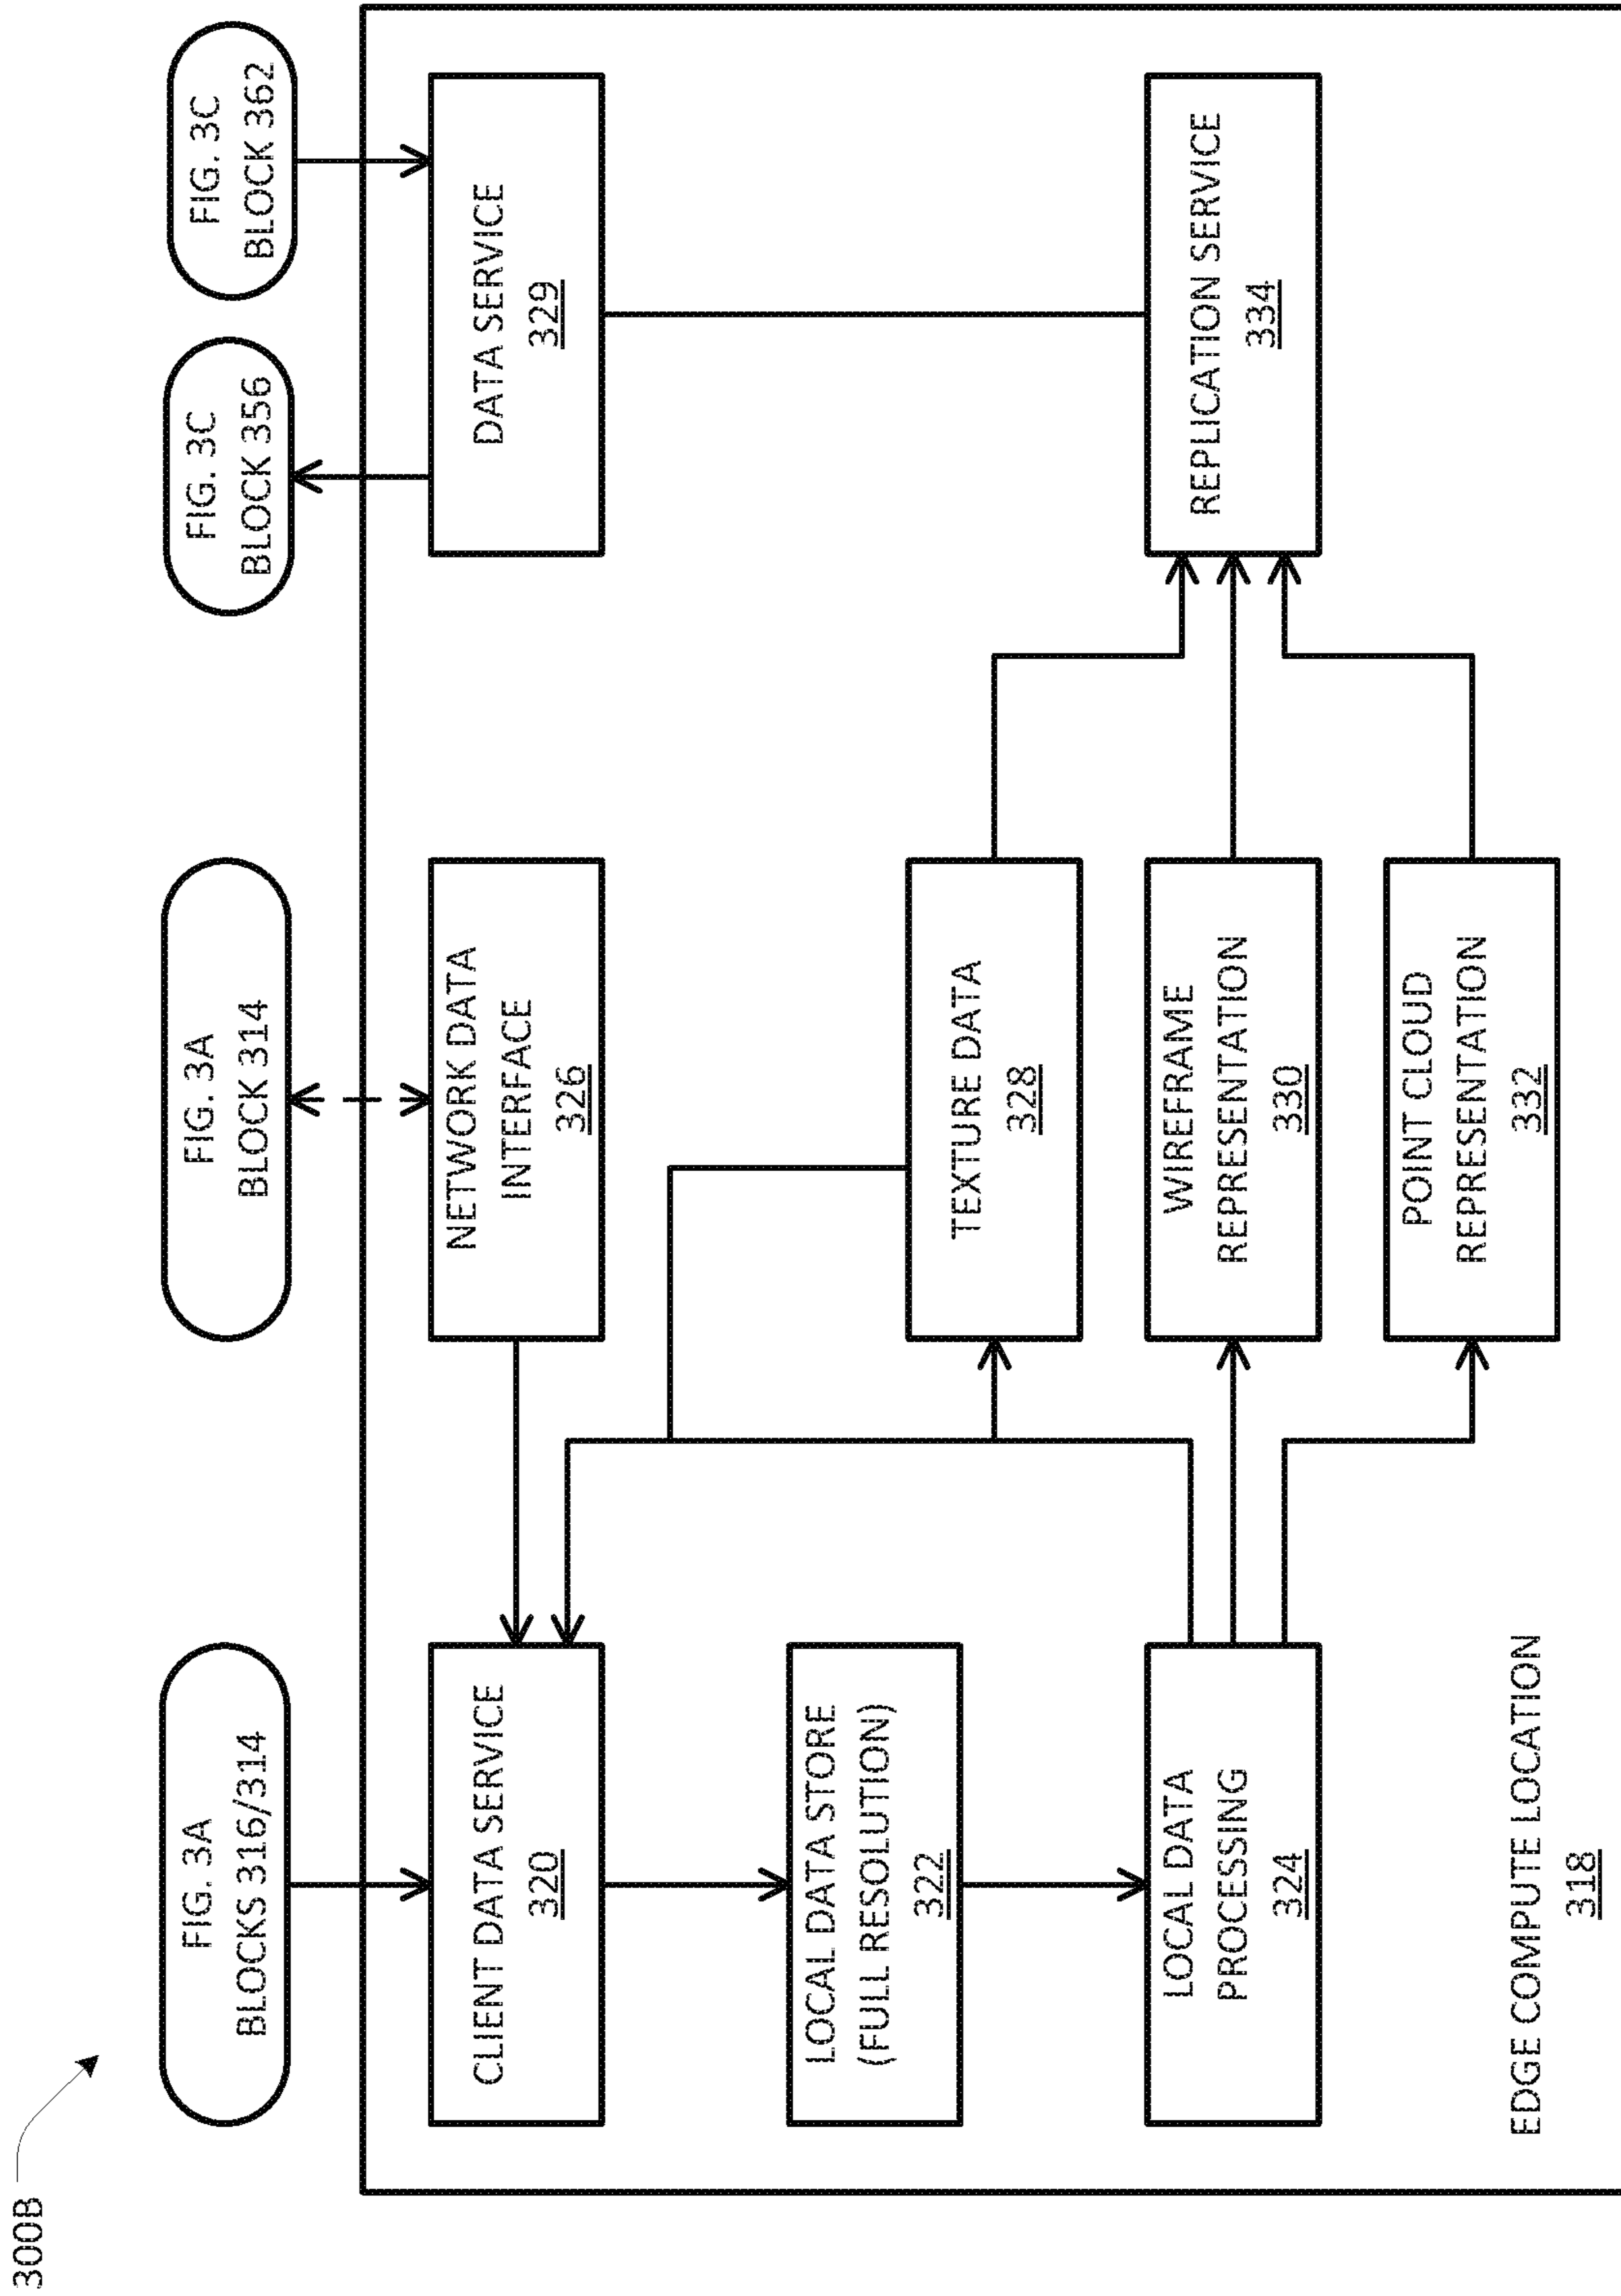 300B
FIG. 3A
BLOCKS 316/314
FIG. 3A
BLOCK 314
FIG. 3C
BLOCK 356
FIG. 3C
BLOCK 362
CLIENT DATA SERVICE
320
NETWORK DATA
INTERFACE
326
DATA SERVICE
329
LOCAL DATA STORE
(FULL RESOLUTION)
322
TEXTURE DATA
328
LOCAL DATA
PROCESSING
324
WIREFRAME
REPRESENTATION
330
REPLICATION SERVICE
334
POINT CLOUD
REPRESENTATION
332
EDGE COMPUTE LOCATION
318